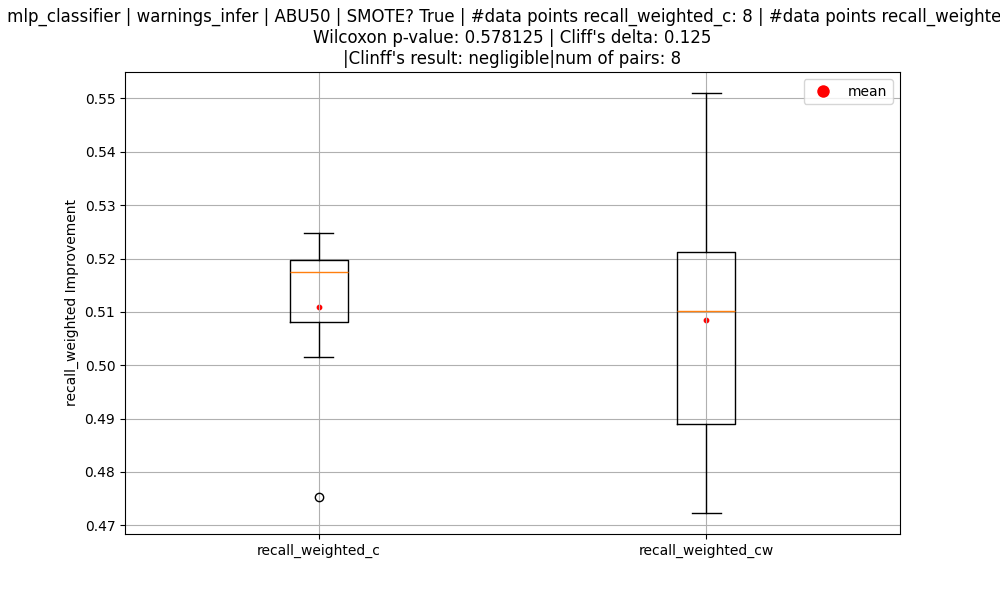 mlp_classifier | warnings_infer | ABU50 | SMOTE? True | #data points recall_weighted_c: 8 | #data points recall_weighte
Wilcoxon p-value: 0.578125 | Cliff's delta: 0.125
|Clinff's result: negligible|num of pairs: 8
mean
0.55
0.54
0.53
0.52
0.51
0.50
0.49
0.48
0.47
recall_weighted Improvement
recall_weighted_c
recall_weighted_cw